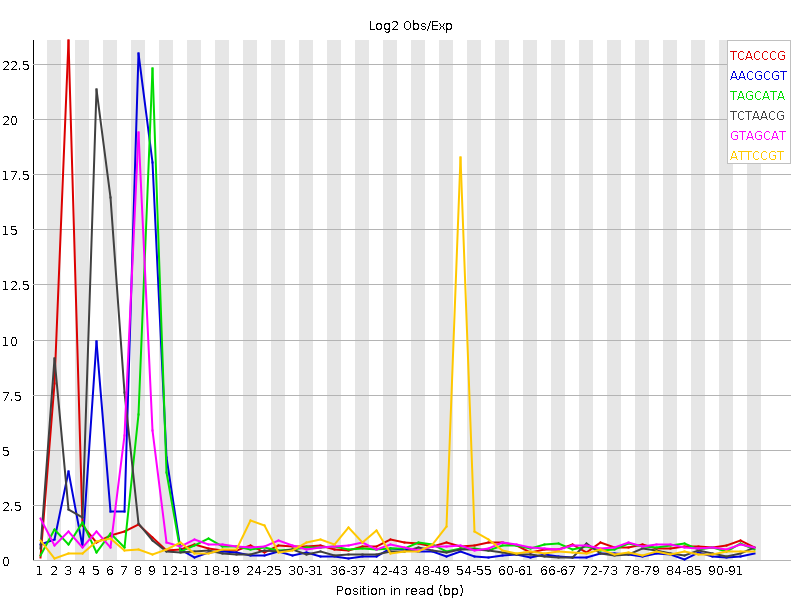 Log2 Obs/Exp
TCACCCG
AACGCGT
TAGCATA
TCTAACG
GTAGCAT
ATTCCGT
22.5
20
17.5
15
12.5
10
7.5
5
2.5
0
1 2 3 4 5 6 7 8 9 12-13 18-19 24-25 30-31 36-37 42-43 48-49 54-55 60-61 66-67 72-73 78-79 84-85 90-91
Position in read (bp)